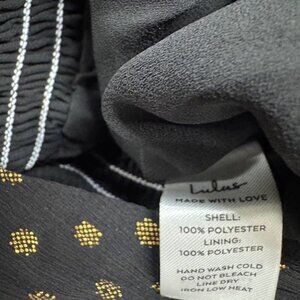 Lulus
MADE WITH LOVE
SHELL:
100% POLYESTER
LINING:
100% POLYESTER
HAND WASH COLD
DO NOT BLEACH
LINE DRY
IRON LOW HEAT